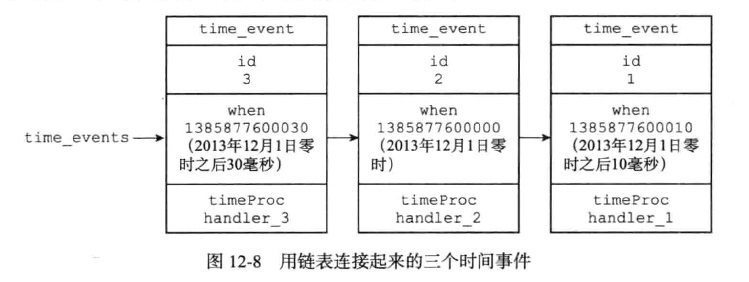 time_event
id
3
when
1385877600030
(2013年12月1日零
时之后30毫秒)
timeProc
handler_3
time_event
id
2
when
1385877600000
(2013年12月1日零
时)
timeProc
handler_2
time_event
id
1
when
1385877600010
(2013年12月1日零
时之后10毫秒)
timeProc
handler_1
time_events
图 12-8 用链表连接起来的三个时间事件